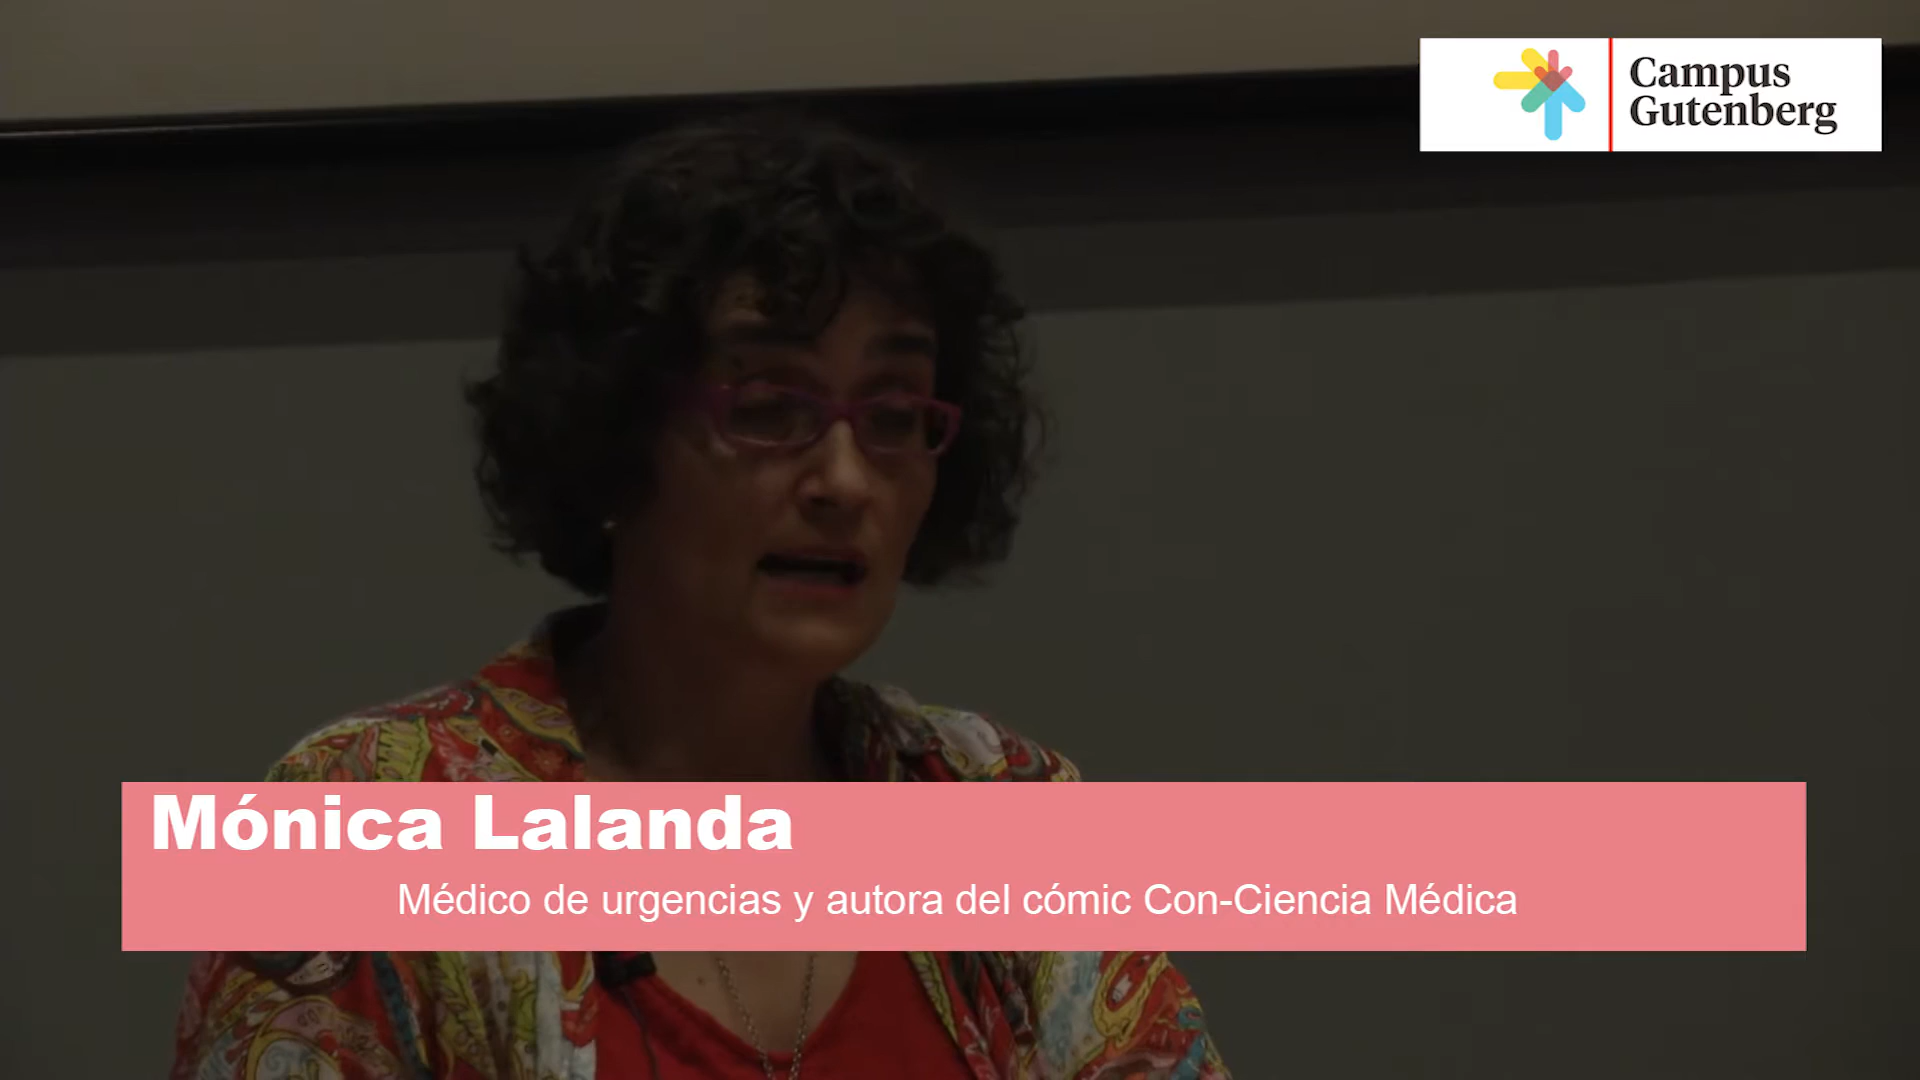 Campus
Gutenberg
Mónica Lalanda
Médico de urgencias y autora del cómic Con-Ciencia Médica